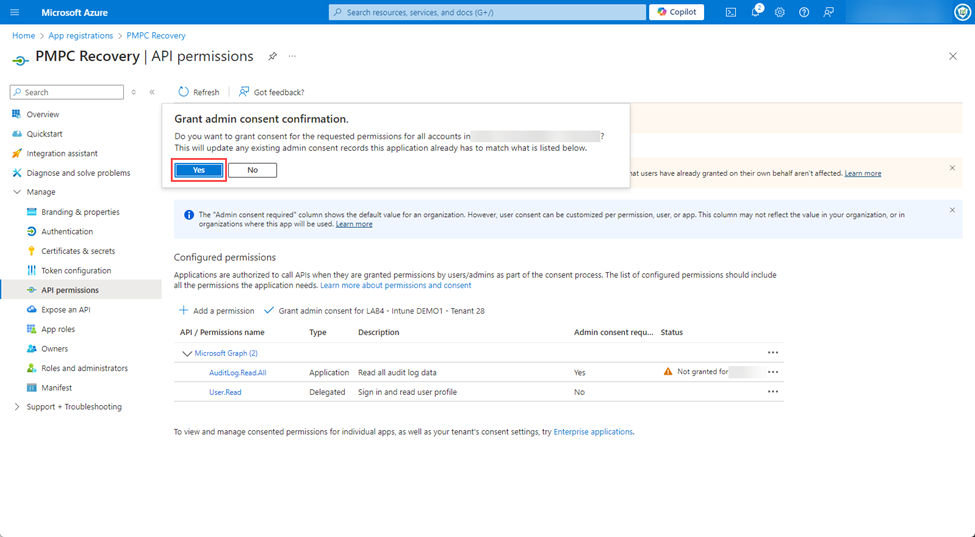 Microsoft Azure
Search resources, services, and docs (G+/)
Copilot
2
Home > App registrations > PMPC Recovery
PMPC Recovery | API permissions
Search
Refresh
Got feedback?
Overview
Quickstart
Integration assistant
Diagnose and solve problems
Manage
Branding & properties
Authentication
Certificates & secrets
Token configuration
API permissions
Expose an API
App roles
Owners
Roles and administrators
Manifest
Support + Troubleshooting
Grant admin consent confirmation.
Do you want to grant consent for the requested permissions for all accounts in ?
This will update any existing admin consent records this application already has to match what is listed below.
Yes
No
that users have already granted on their own behalf aren't affected. Learn more
The "Admin consent required" column shows the default value for an organization. However, user consent can be customized per permission, user, or app. This column may not reflect the value in your organization, or in
organizations where this app will be used. Learn more
Configured permissions
Applications are authorized to call APIs when they are granted permissions by users/admins as part of the consent process. The list of configured permissions should include
all the permissions the application needs. Learn more about permissions and consent
Add a permission
Grant admin consent for LAB4 - Intune DEMO1 - Tenant 28
API / Permissions name Type Description Admin consent requ... Status
Microsoft Graph (2)
AuditLog.Read.All Application Read all audit log data Yes Not granted for
User.Read Delegated Sign in and read user profile No
To view and manage consented permissions for individual apps, as well as your tenant's consent settings, try Enterprise applications.